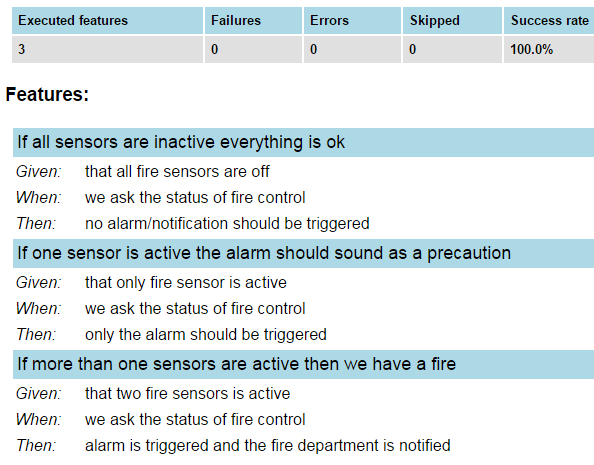 Executed features Failures Errors Skipped Success rate
3 0 0 0 100.0%
Features:
If all sensors are inactive everything is ok
Given: that all fire sensors are off
When: we ask the status of fire control
Then: no alarm/notification should be triggered
If one sensor is active the alarm should sound as a precaution
Given: that only fire sensor is active
When: we ask the status of fire control
Then: only the alarm should be triggered
If more than one sensors are active then we have a fire
Given: that two fire sensors is active
When: we ask the status of fire control
Then: alarm is triggered and the fire department is notified